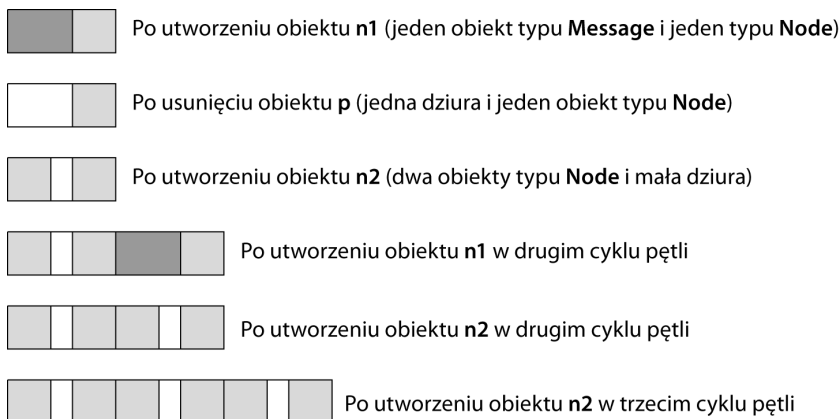 Po utworzeniu obiektu n1 (jeden obiekt typu Message i jeden typu Node)
Po usunięciu obiektu p (jedna dziura i jeden obiekt typu Node)
Po utworzeniu obiektu n2 (dwa obiekty typu Node i mała dziura)
Po utworzeniu obiektu n1 w drugim cyklu pętli
Po utworzeniu obiektu n2 w drugim cyklu pętli
Po utworzeniu obiektu n2 w trzecim cyklu pętli